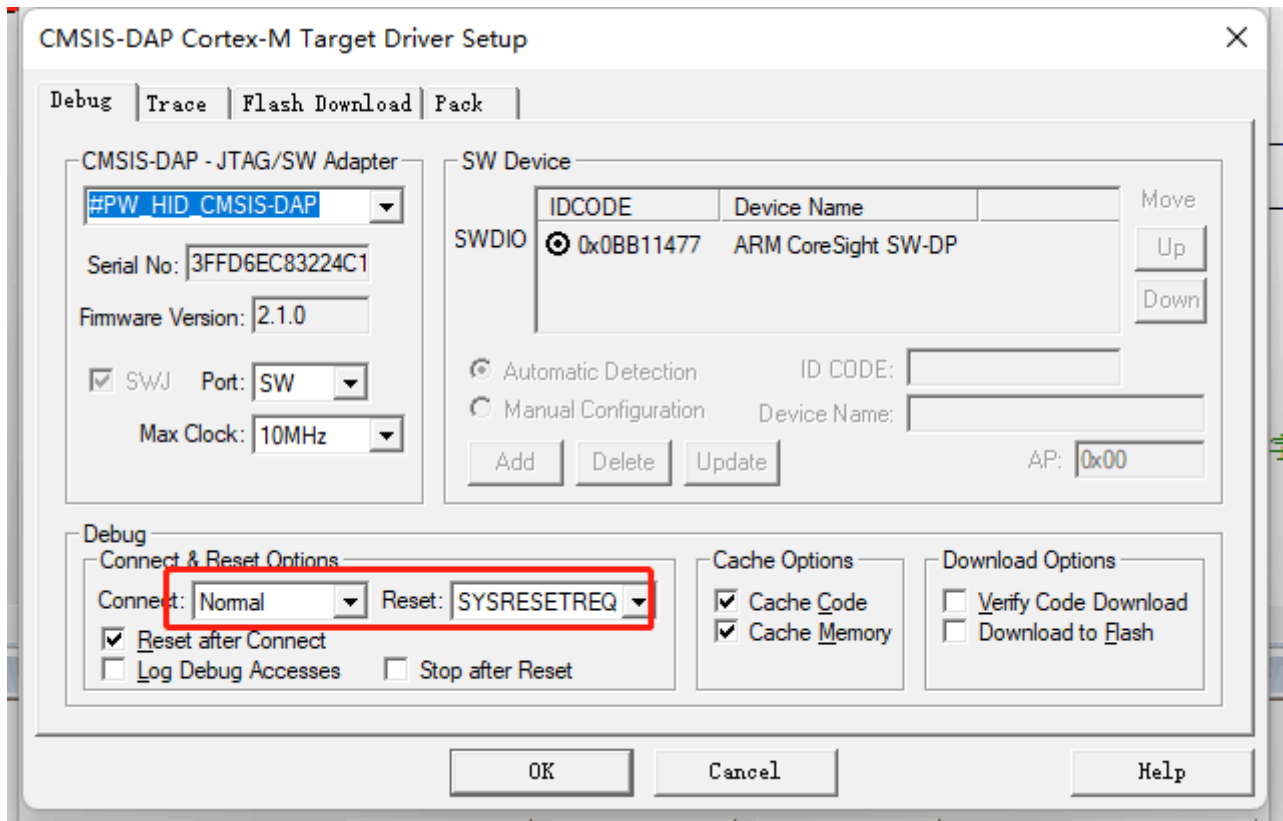 CMSIS-DAP Cortex-M Target Driver Setup
Debug Trace Flash Download Pack
CMSIS-DAP - JTAG/SW Adapter
#PW_HID_CMSIS-DAP
Serial No: 3FFD6EC83224C1
Firmware Version: 2.1.0
SWJ Port: SW
Max Clock: 10MHz
SW Device
IDCODE Device Name
SWDIO 0x0BB11477 ARM CoreSight SW-DP
Move
Up
Down
Automatic Detection ID CODE:
Manual Configuration Device Name:
Add Delete Update AP: 0x00
Debug
Connect & Reset Options
Connect: Normal Reset: SYSRESETREQ
Reset after Connect
Log Debug Accesses Stop after Reset
Cache Options
Cache Code
Cache Memory
Download Options
Verify Code Download
Download to Flash
OK Cancel Help